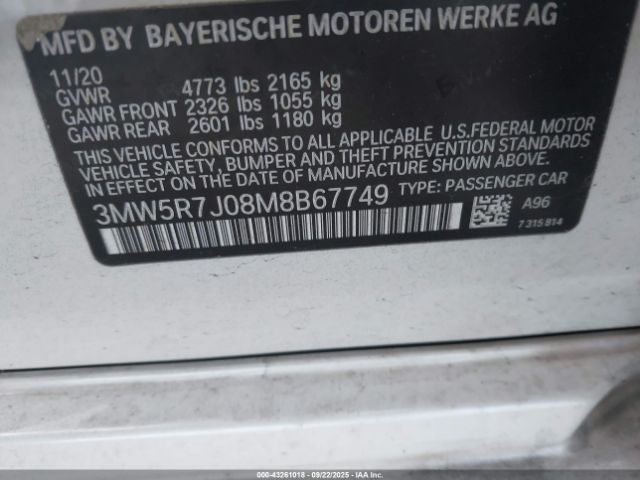 MFD BY BAYERISCHE MOTOREN WERKE AG
11/20
GVWR 4773 lbs 2165 kg
GAWR FRONT 2326 lbs 1055 kg
GAWR REAR 2601 lbs 1180 kg
THIS VEHICLE CONFORMS TO ALL APPLICABLE U.S.FEDERAL MOTOR
VEHICLE SAFETY, BUMPER AND THEFT PREVENTION STANDARDS
IN EFFECT ON THE DATE OF MANUFACTURE SHOWN ABOVE.
3MW5R7J08M8B67749 TYPE: PASSENGER CAR
A96
7 315 814
000-43261018 - 09/22/2025 - IAA Inc.